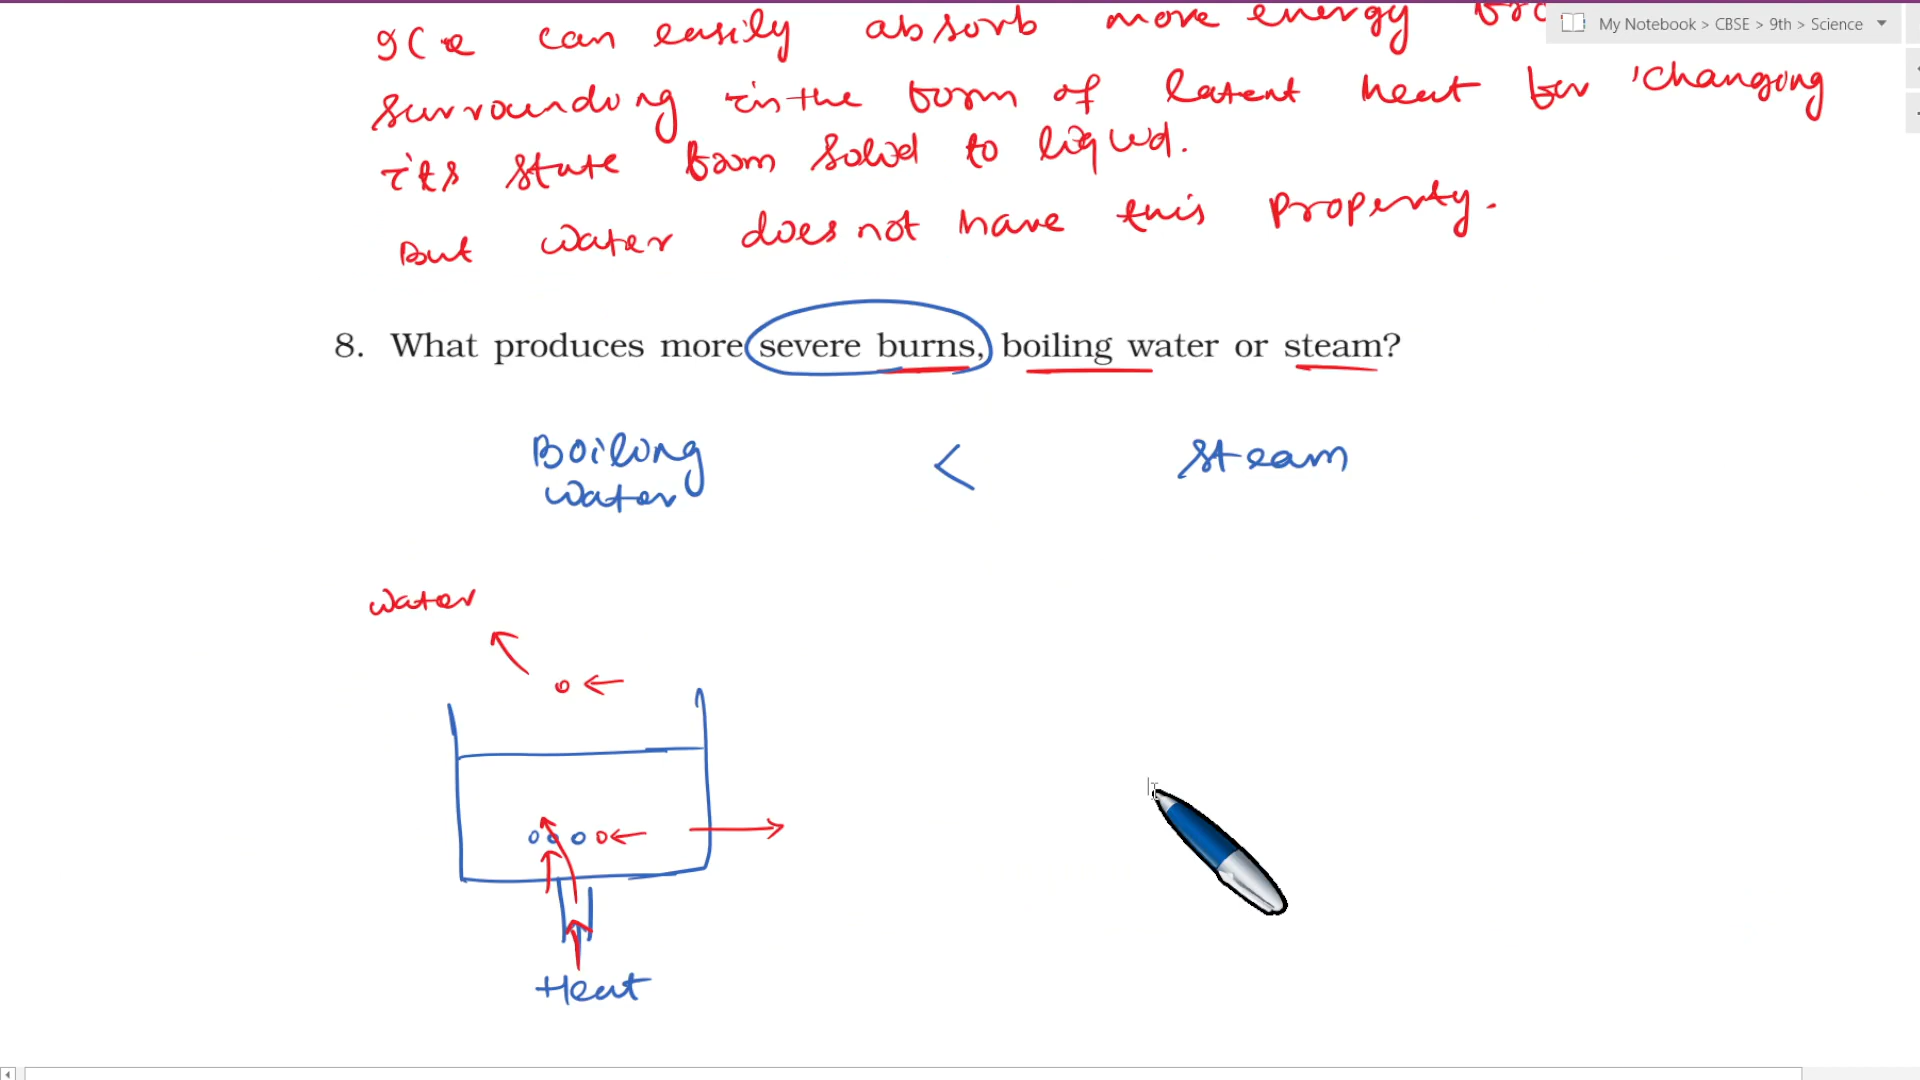 My Notebook > CBSE > 9th > Science
Ice can easily absorb more energy
surrounding in the form of latent heat for changing
its state from solid to liquid.
But water does not have this property.
8. What produces more severe burns, boiling water or steam?
Boiling water < steam
water
Heat